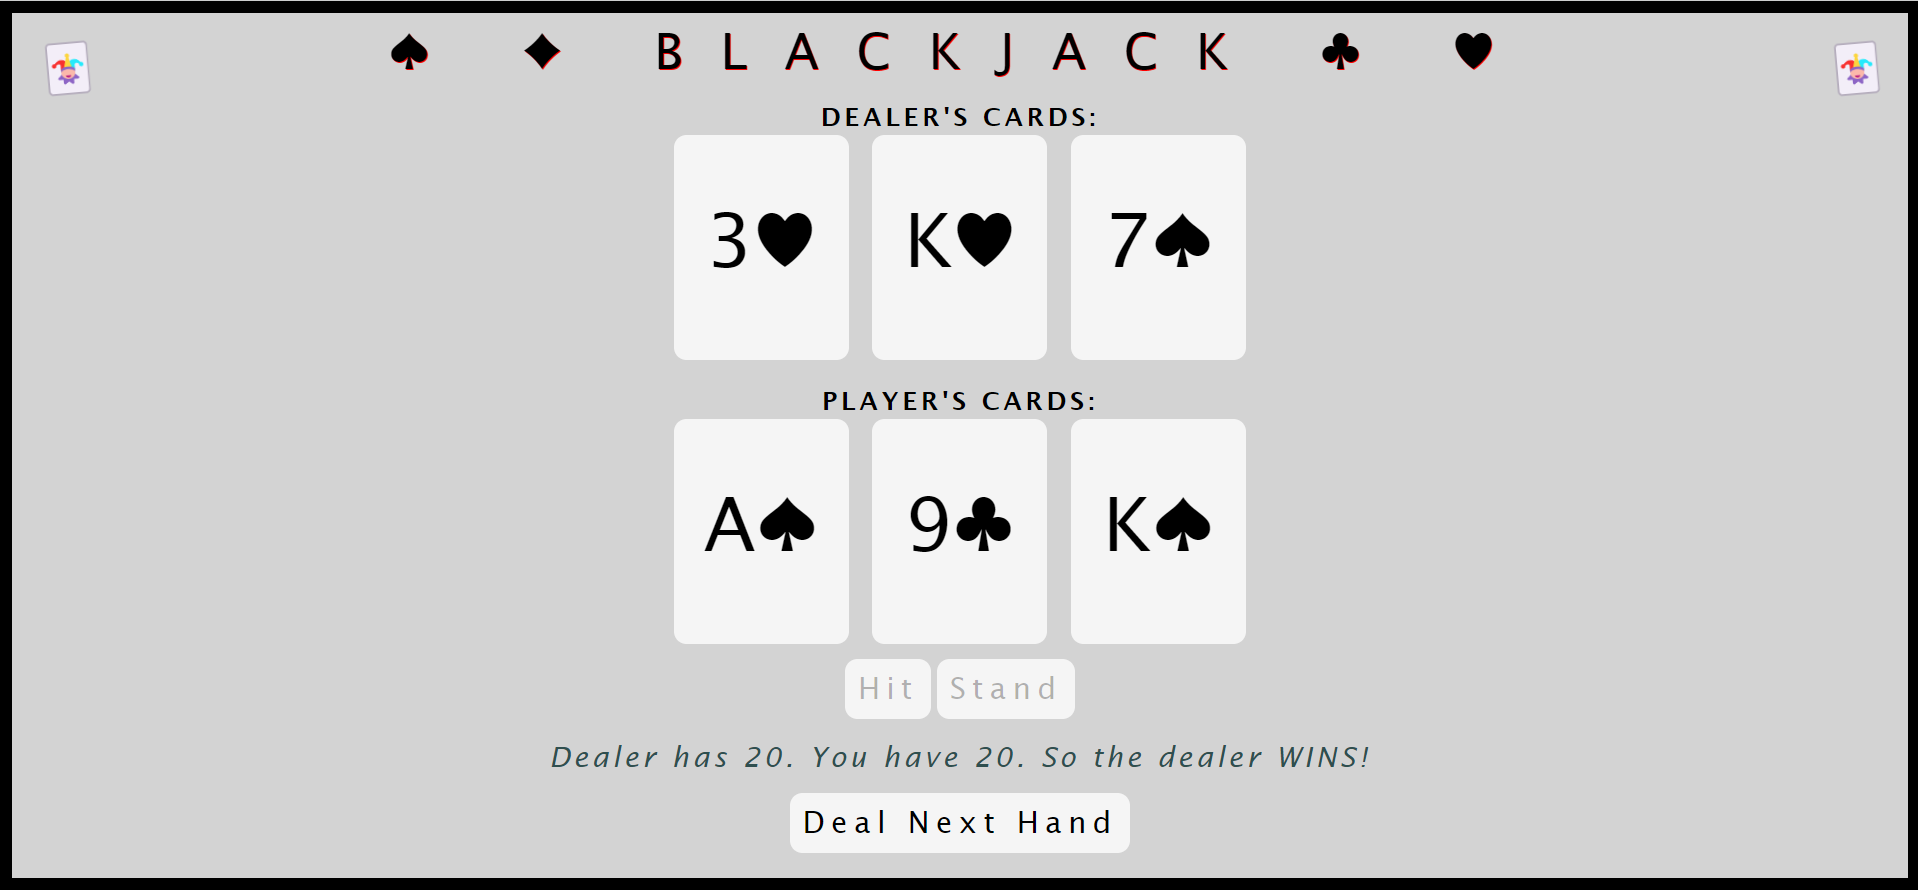 ♠ ♦ BLACKJACK ♣ ♥
DEALER'S CARDS:
3♥ K♥ 7♠
PLAYER'S CARDS:
A♠ 9♣ K♠
Hit Stand
Dealer has 20. You have 20. So the dealer WINS!
Deal Next Hand